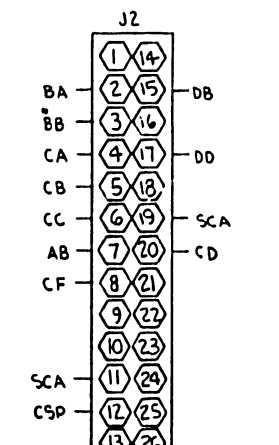 J2
1 14
BA 2 15 DB
BB 3 16
CA 4 17 DD
CB 5 18
CC 6 19 SCA
AB 7 20 CD
CF 8 21
9 22
10 23
SCA 11 24
CSP 12 25
13 26